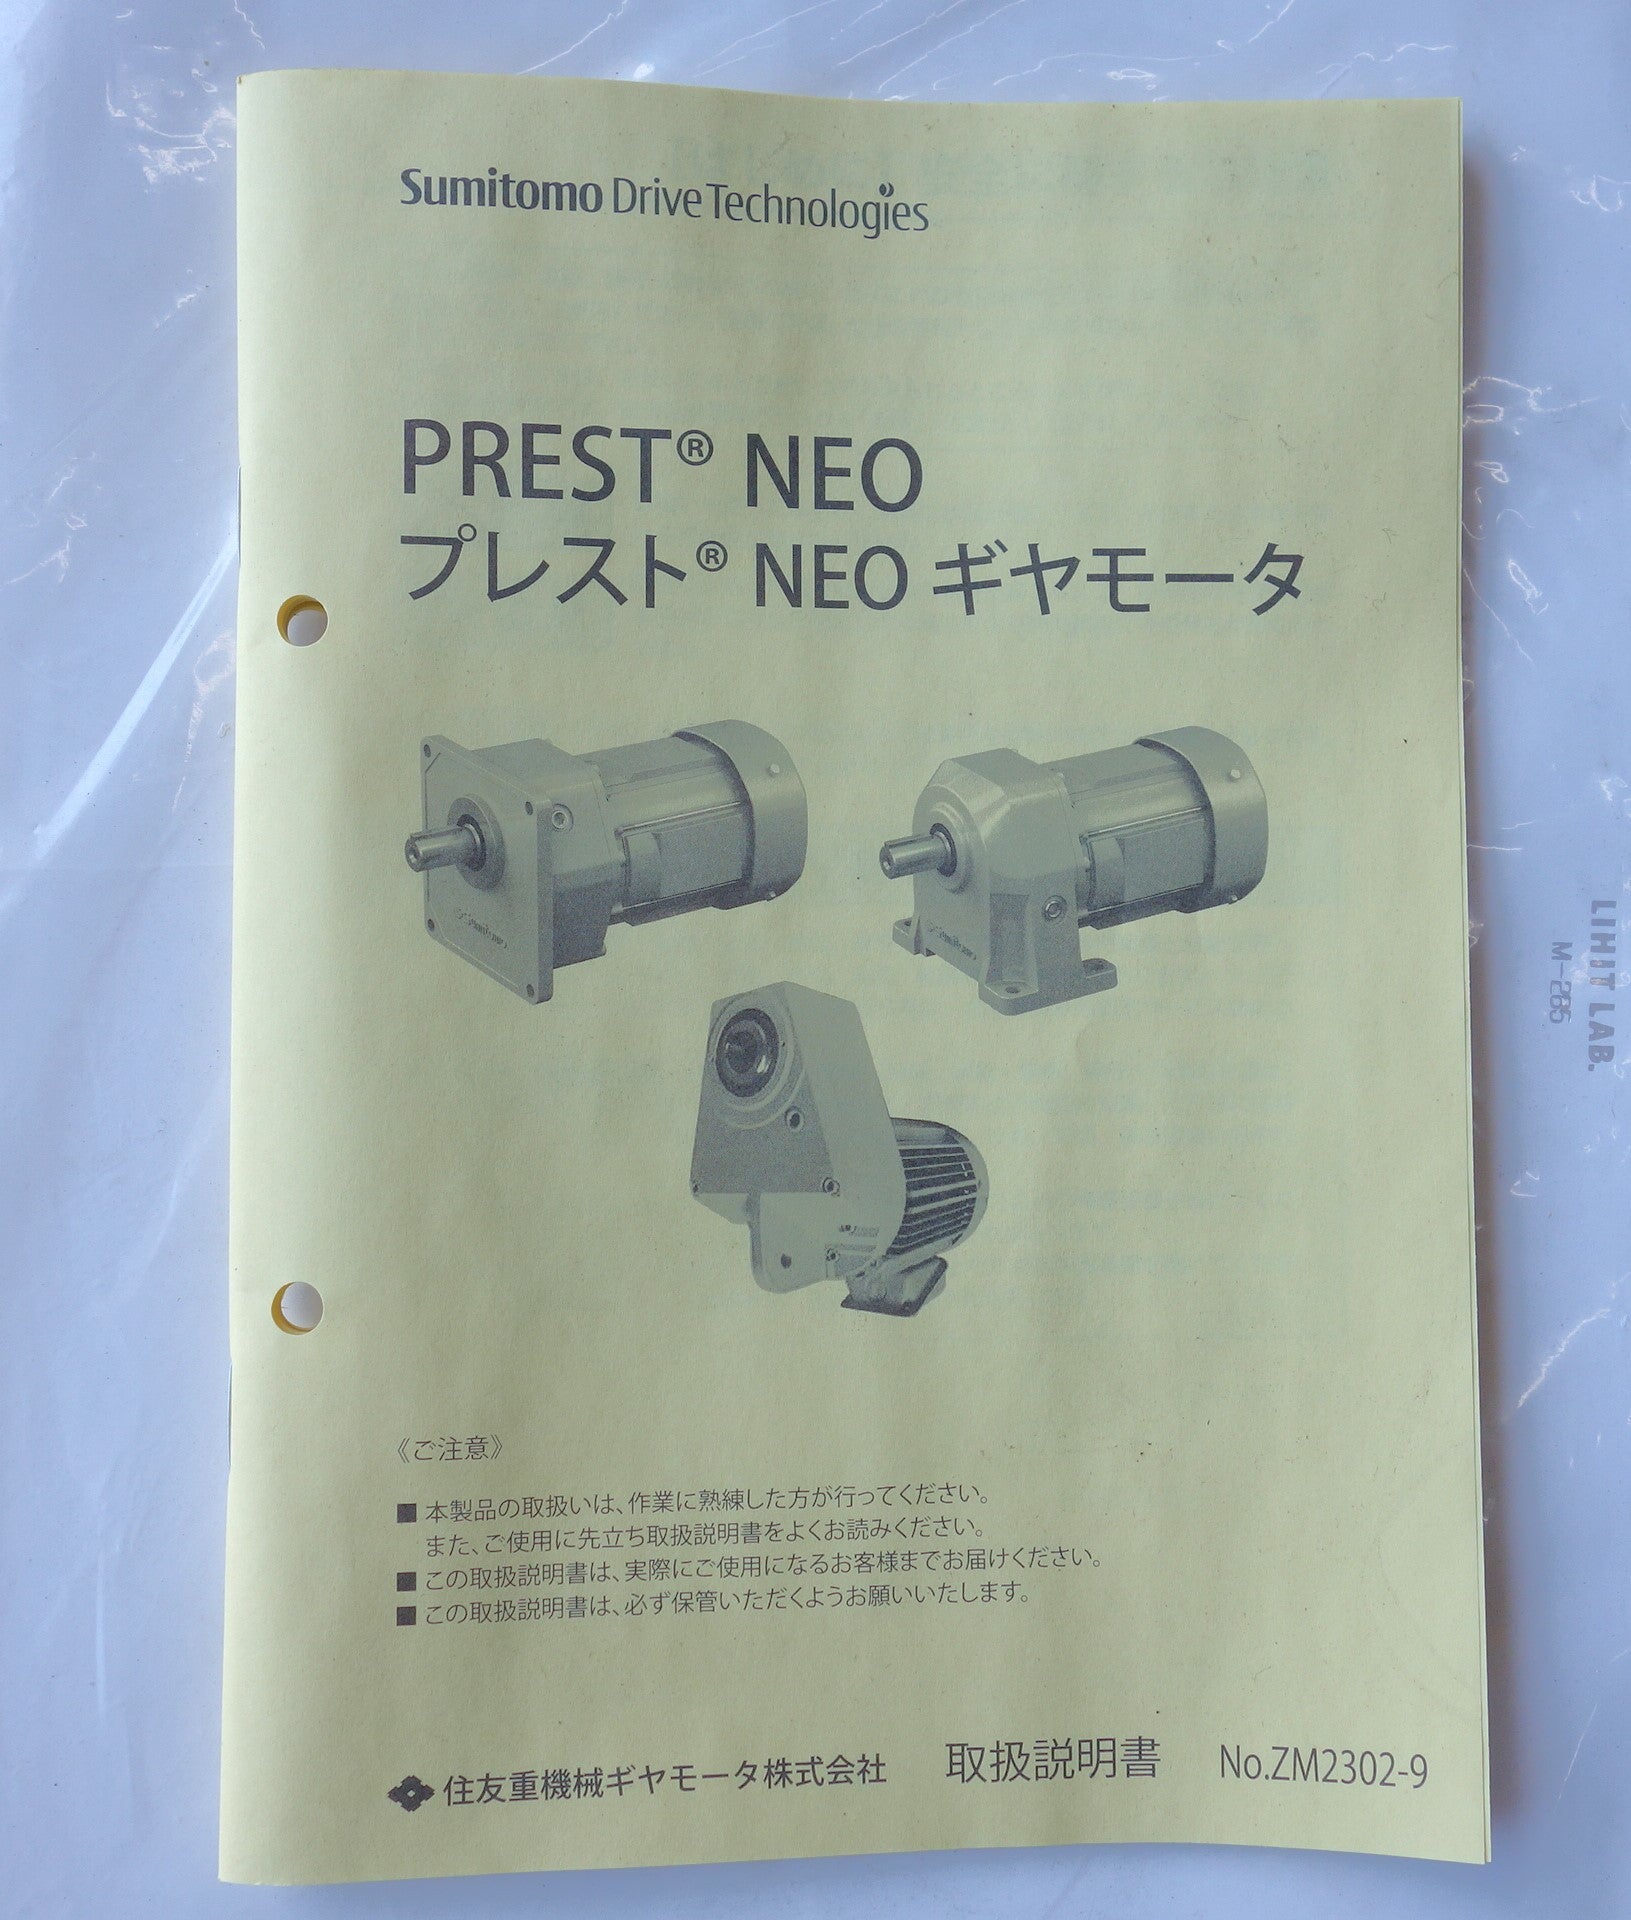 Sumitomo Drive Technologies
PREST® NEO
プレスト® NEO ギヤモータ
《ご注意》
■ 本製品の取扱いは、作業に熟練した方が行ってください。
また、ご使用に先立ち取扱説明書をよくお読みください。
■ この取扱説明書は、実際にご使用になるお客様までお届けください。
■ この取扱説明書は、必ず保管いただくようお願いいたします。
住友重機械ギヤモータ株式会社 取扱説明書 No.ZM2302-9
LIHIT LAB.